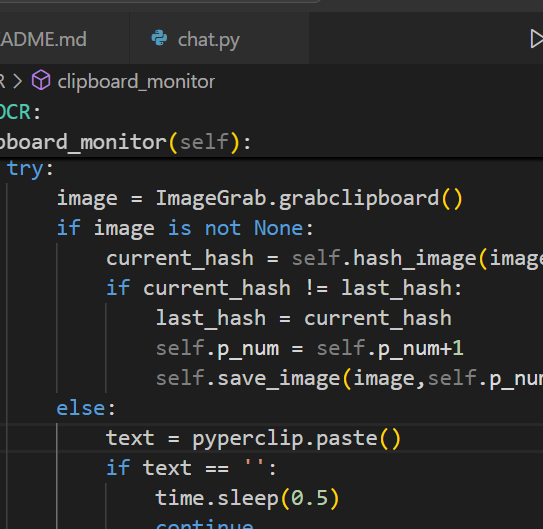 ADME.md chat.py
R > clipboard_monitor
OCR:
pboard_monitor(self):
try:
image = ImageGrab.grabclipboard()
if image is not None:
current_hash = self.hash_image(image
if current_hash != last_hash:
last_hash = current_hash
self.p_num = self.p_num+1
self.save_image(image,self.p_num
else:
text = pyperclip.paste()
if text == '':
time.sleep(0.5)
continue